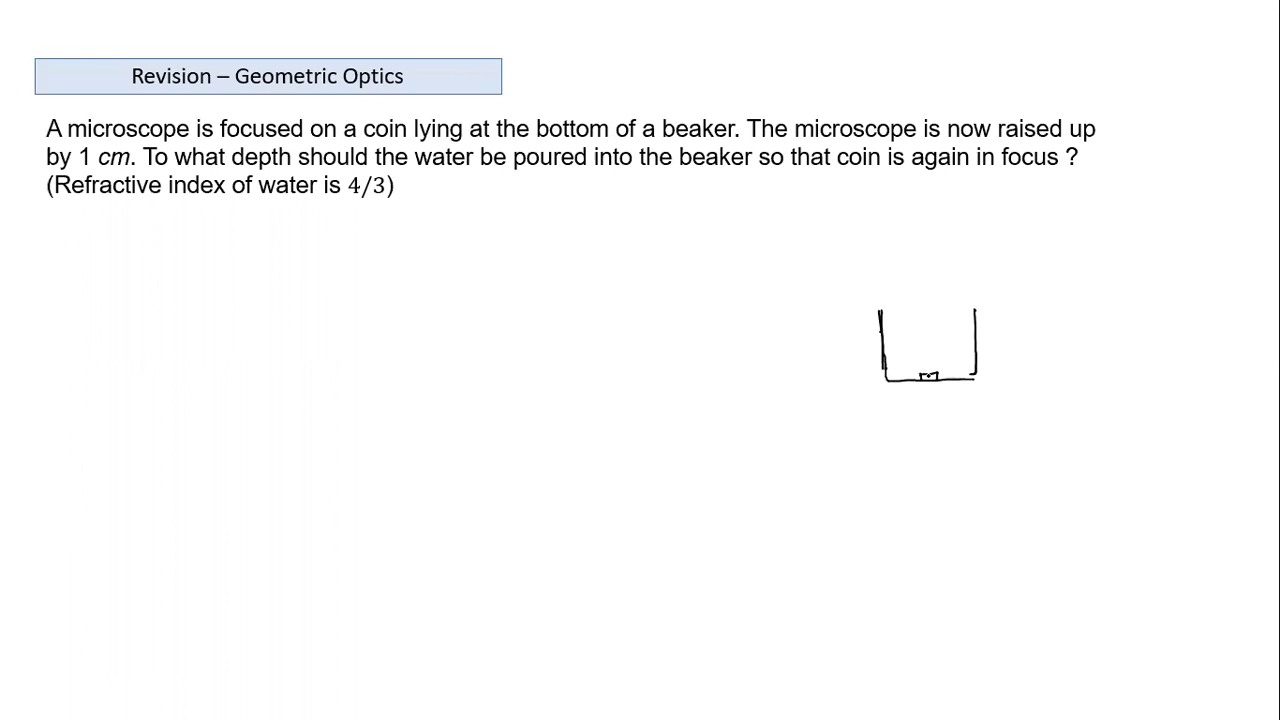 Revision – Geometric Optics
A microscope is focused on a coin lying at the bottom of a beaker. The microscope is now raised up
by 1 cm. To what depth should the water be poured into the beaker so that coin is again in focus ?
(Refractive index of water is 4/3)